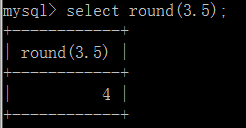 mysql> select round(3.5);
+------------+
| round(3.5) |
+------------+
|          4 |
+------------+